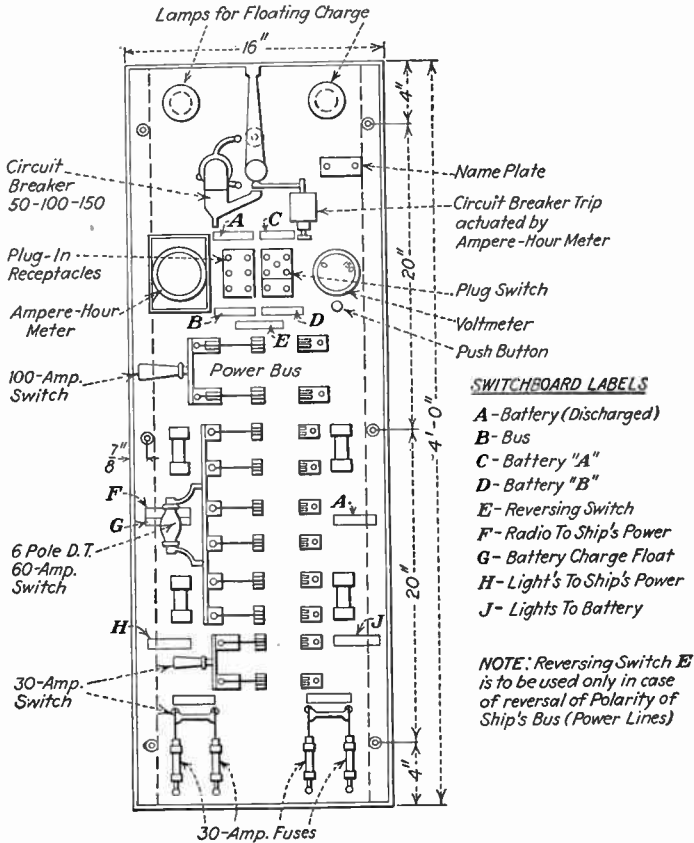 Lamps for Floating Charge
16"
4"
Circuit
Breaker
50-100-150
Name Plate
Circuit Breaker Trip
actuated by
Ampere-Hour Meter
A
C
20"
Plug-In
Receptacles
Plug Switch
Ampere-Hour
Meter
B
D
Voltmeter
E
Push Button
Power Bus
100-Amp.
Switch
SWITCHBOARD LABELS
A-Battery (Discharged)
B-Bus
C-Battery "A"
D-Battery "B"
E-Reversing Switch
F-Radio To Ship's Power
G-Battery Charge Float
H-Light's To Ship's Power
J-Lights To Battery
4'-0"
7/8"
F
A
G
6 Pole D.T.
60-Amp.
Switch
20"
H
J
NOTE: Reversing Switch E
is to be used only in case
of reversal of Polarity of
Ship's Bus (Power Lines)
30-Amp.
Switch
4"
30-Amp. Fuses